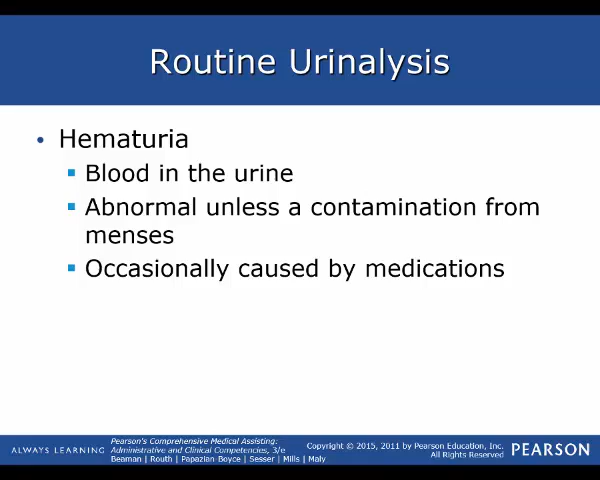 Routine Urinalysis
• Hematuria
▪ Blood in the urine
▪ Abnormal unless a contamination from
menses
▪ Occasionally caused by medications
ALWAYS LEARNING
Pearson's Comprehensive Medical Assisting:
Administrative and Clinical Competencies, 3/e
Beaman | Routh | Papazian Boyce | Sesser | Mills | Maly
Copyright © 2015, 2011 by Pearson Education, Inc.
All Rights Reserved
PEARSON